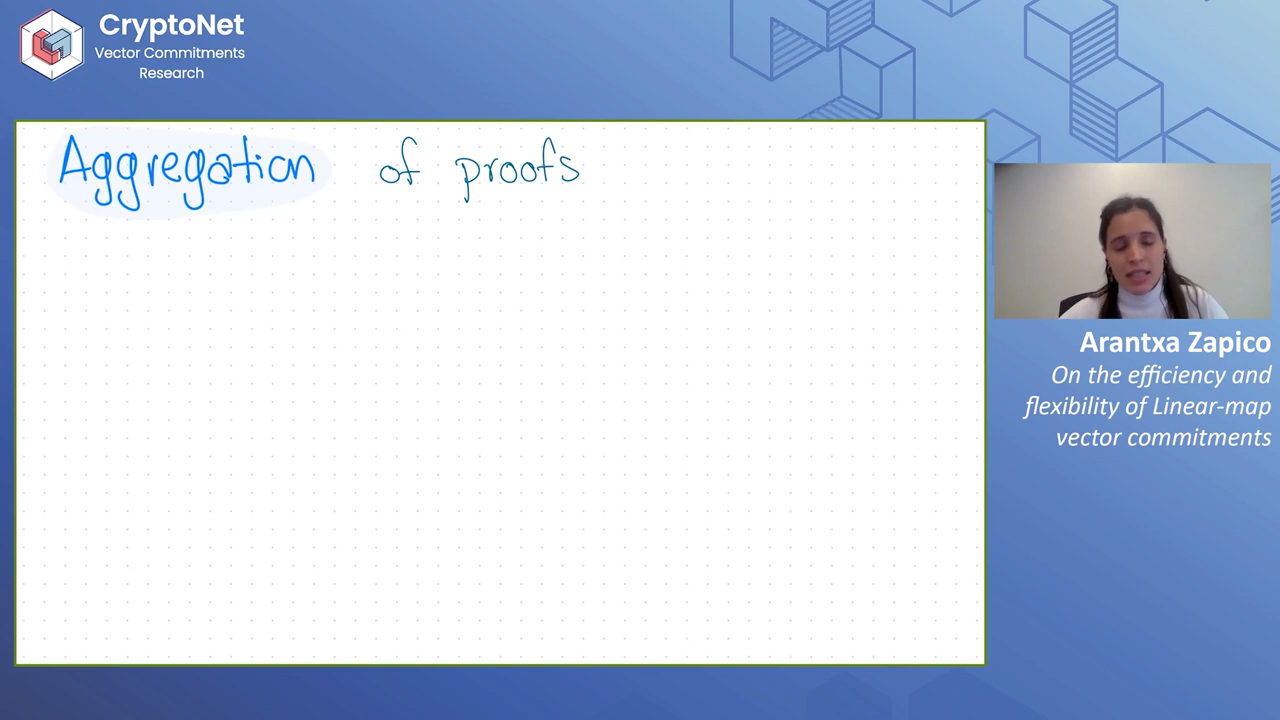 CryptoNet
Vector Commitments
Research
Aggregation of proofs
Arantxa Zapico
On the efficiency and
flexibility of Linear-map
vector commitments